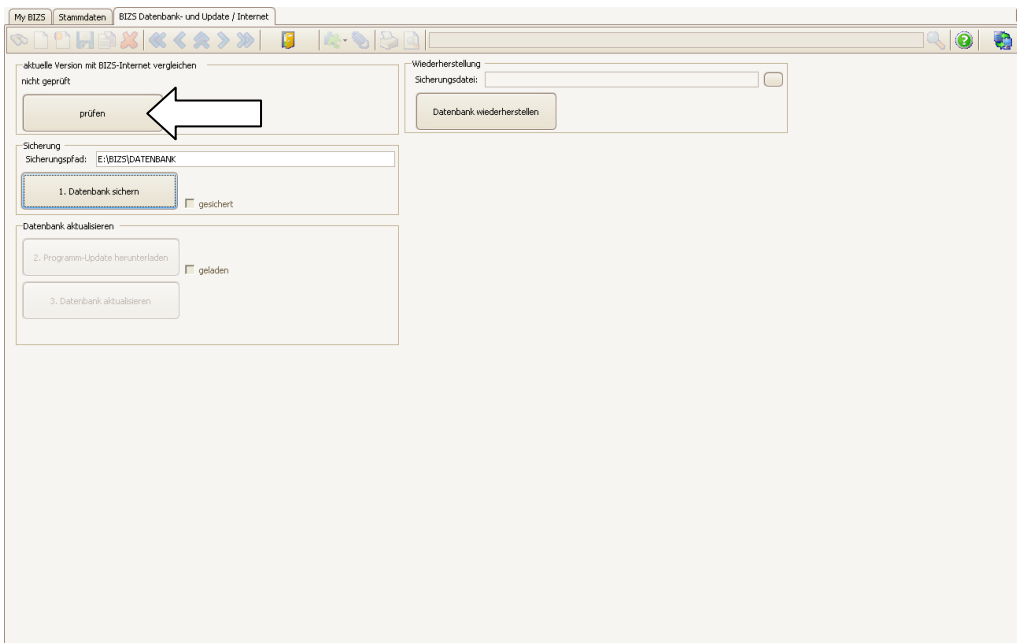 My BIZS
Stammdaten
BIZS Datenbank- und Update / Internet
aktuelle Version mit BIZS-Internet vergleichen
nicht geprüft
prüfen
Wiederherstellung
Sicherungsdatei:
Datenbank wiederherstellen
Sicherung
Sicherungspfad: E:\BIZS\DATENBANK
1. Datenbank sichern
gesichert
Datenbank aktualisieren
2. Programm-Update herunterladen
geladen
3. Datenbank aktualisieren